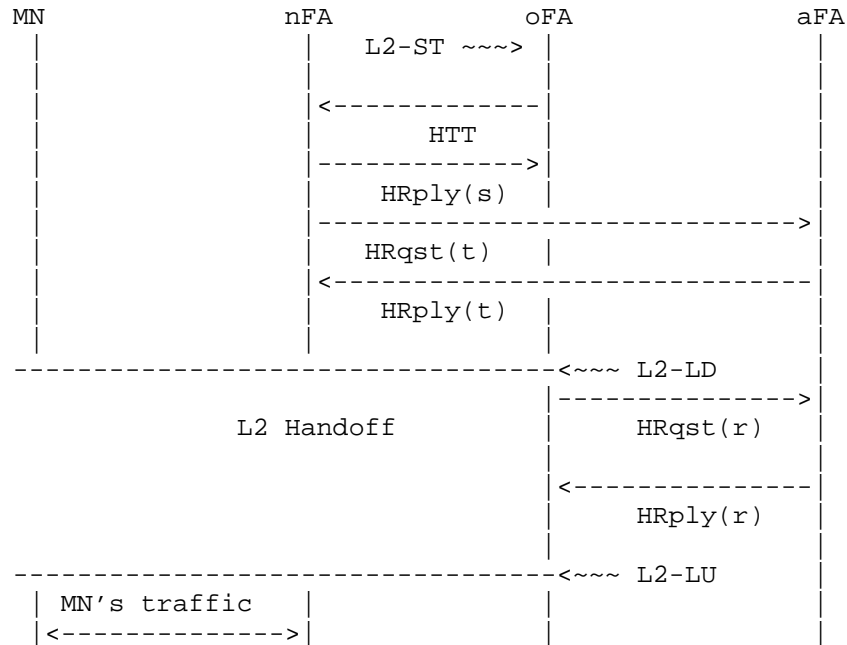 MN nFA oFA aFA
L2-ST ~~~>
HTT
HRply(s)
HRqst(t)
HRply(t)
<~~~ L2-LD
L2 Handoff HRqst(r)
HRply(r)
<~~~ L2-LU
MN's traffic